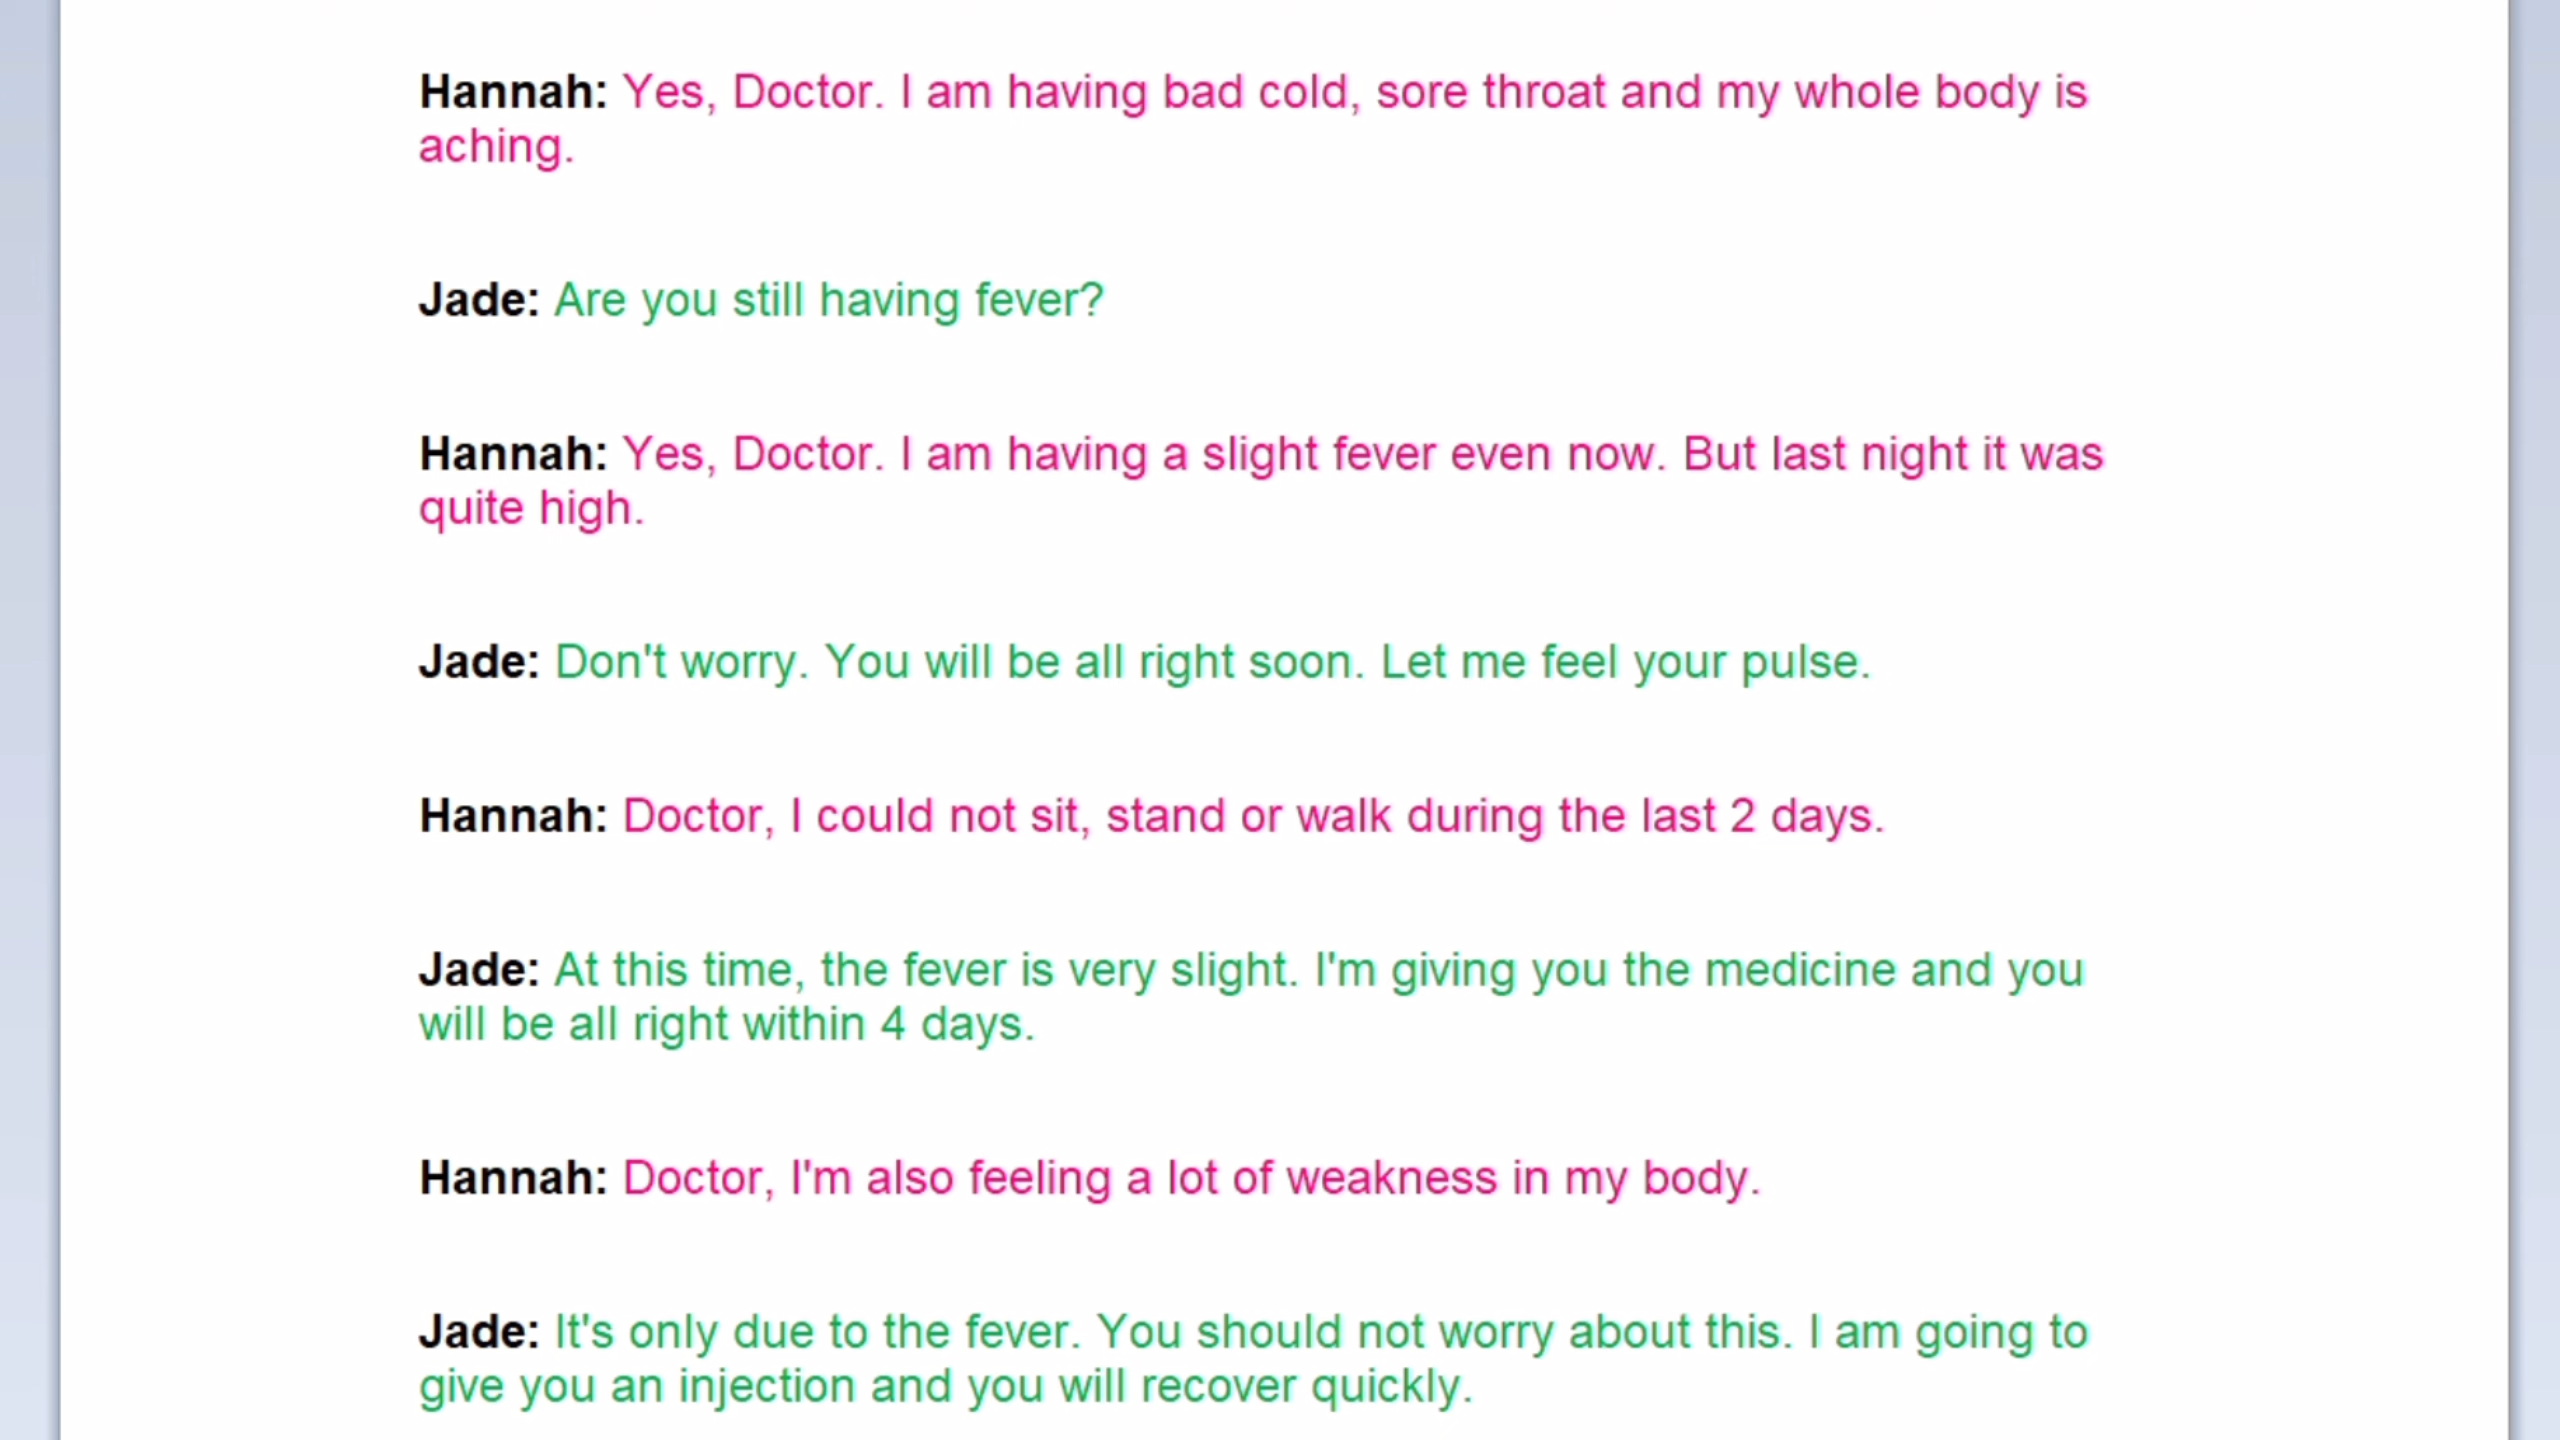 Hannah: Yes, Doctor. I am having bad cold, sore throat and my whole body is
aching.
Jade: Are you still having fever?
Hannah: Yes, Doctor. I am having a slight fever even now. But last night it was
quite high.
Jade: Don't worry. You will be all right soon. Let me feel your pulse.
Hannah: Doctor, I could not sit, stand or walk during the last 2 days.
Jade: At this time, the fever is very slight. I'm giving you the medicine and you
will be all right within 4 days.
Hannah: Doctor, I'm also feeling a lot of weakness in my body.
Jade: It's only due to the fever. You should not worry about this. I am going to
give you an injection and you will recover quickly.